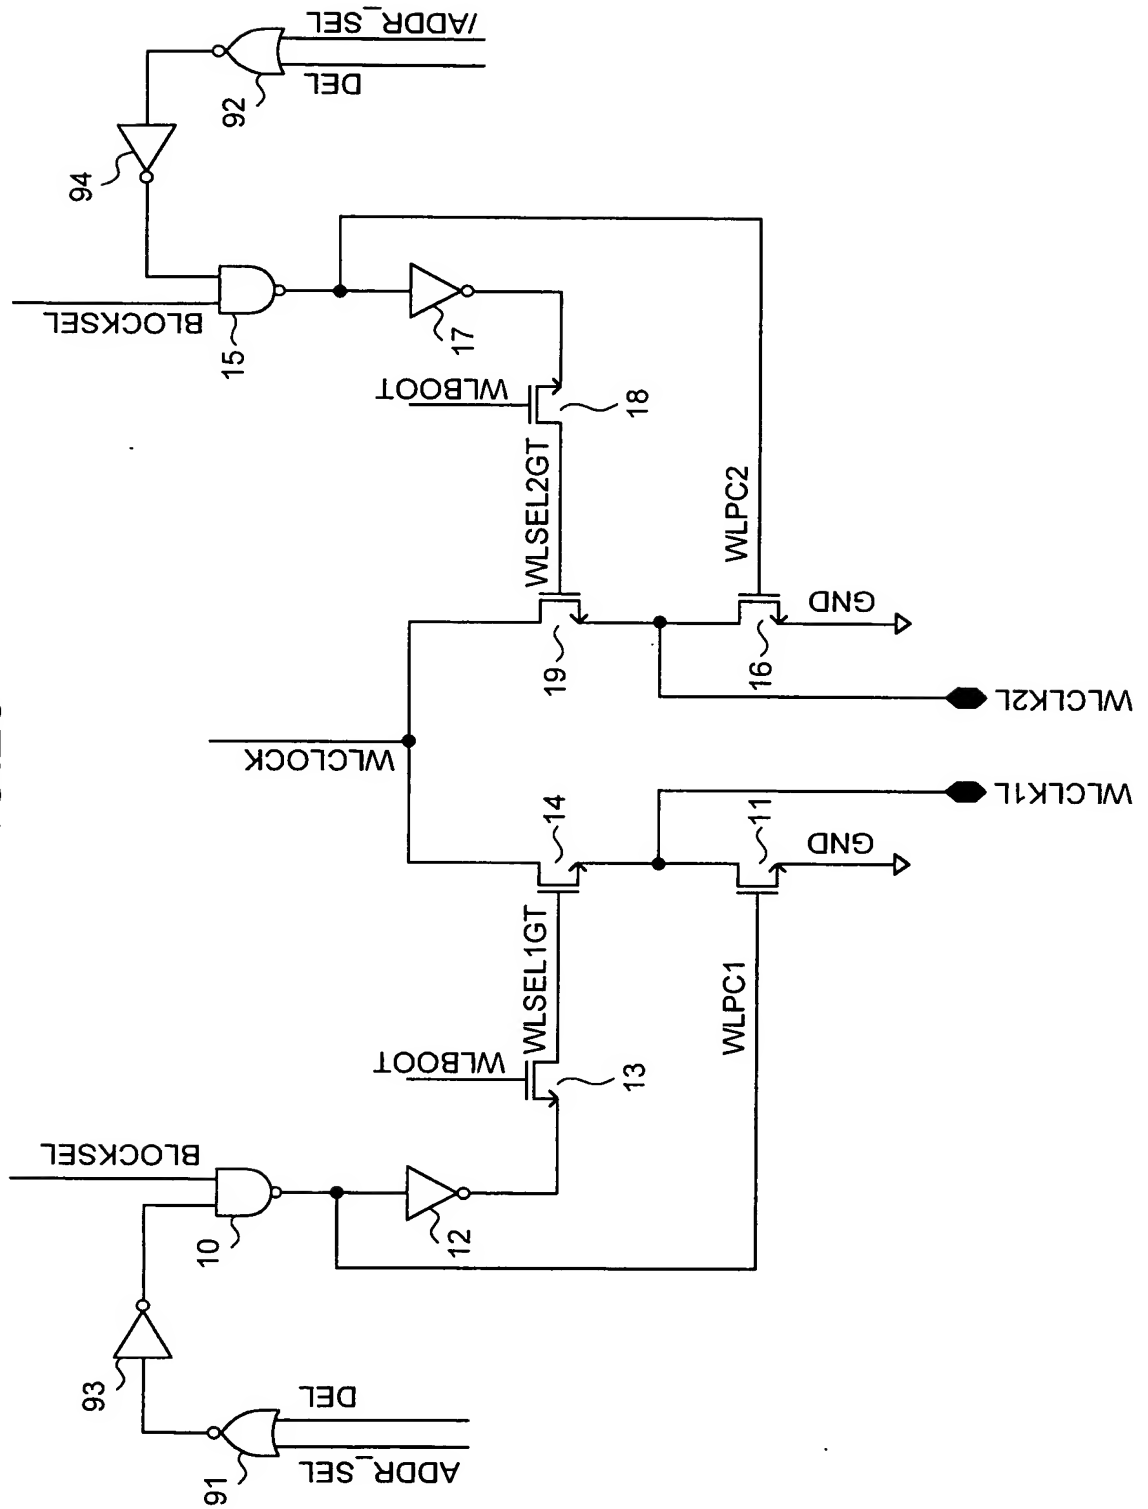 /ADDR_SEL
DEL
92
94
BLOCKSEL
15
17
WLBOOT
18
WLSEL2GT
WLPC2
19
16
GND
WLCLK2L
WLCLOCK
WLCLK1L
14
11
GND
WLSEL1GT
WLPC1
WLBOOT
13
BLOCKSEL
10
12
93
DEL
ADDR_SEL
91